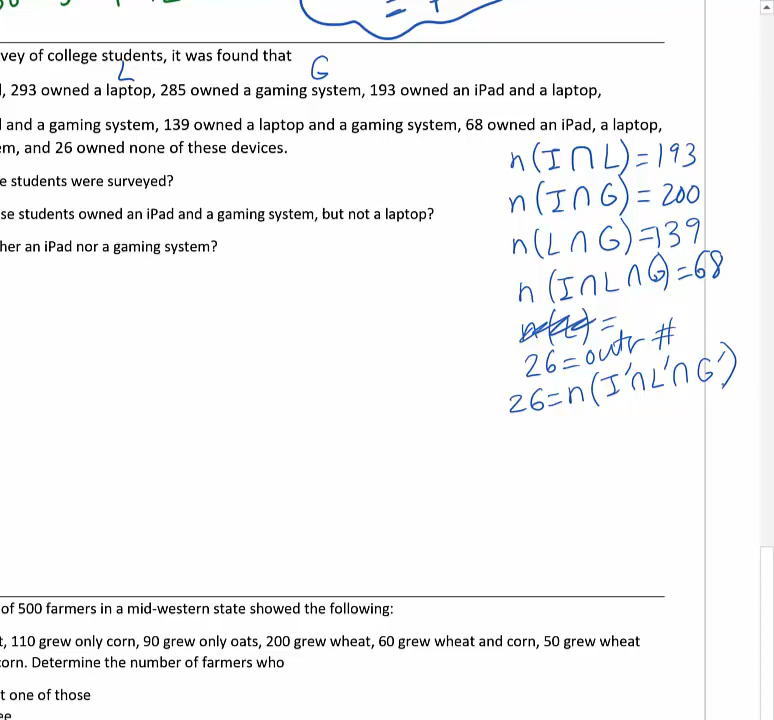 vey of college students, it was found that
L G
, 293 owned a laptop, 285 owned a gaming system, 193 owned an iPad and a laptop,
and a gaming system, 139 owned a laptop and a gaming system, 68 owned an iPad, a laptop,
m, and 26 owned none of these devices.
n(I∩L)=193
e students were surveyed?
n(I∩G)=200
se students owned an iPad and a gaming system, but not a laptop?
n(L∩G)=139
her an iPad nor a gaming system?
n(I∩L∩G)=68
=
26=outr #
26=n(I'∩L'∩G')
of 500 farmers in a mid-western state showed the following:
t, 110 grew only corn, 90 grew only oats, 200 grew wheat, 60 grew wheat and corn, 50 grew wheat
corn. Determine the number of farmers who
t one of those